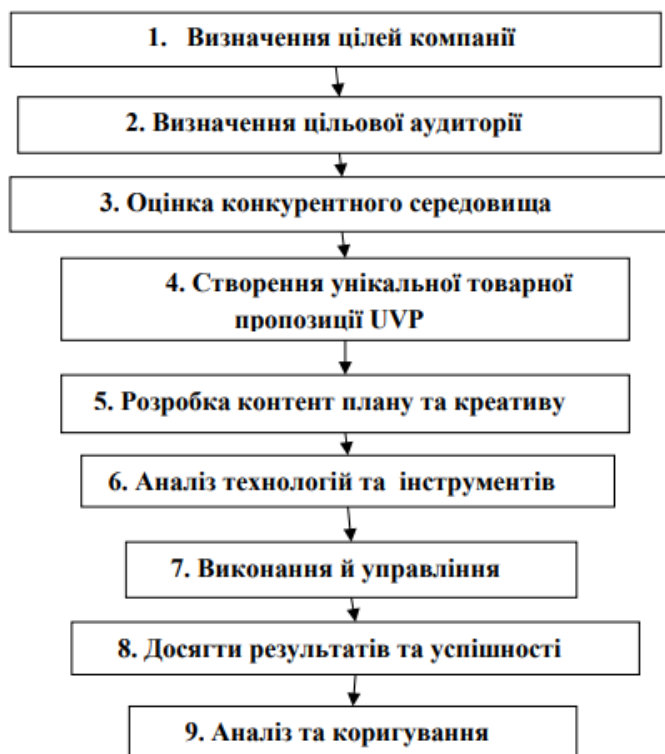 1. Визначення цілей компанії
2. Визначення цільової аудиторії
3. Оцінка конкурентного середовища
4. Створення унікальної товарної
пропозиції UVP
5. Розробка контент плану та креативу
6. Аналіз технологій та інструментів
7. Виконання й управління
8. Досягти результатів та успішності
9. Аналіз та коригування